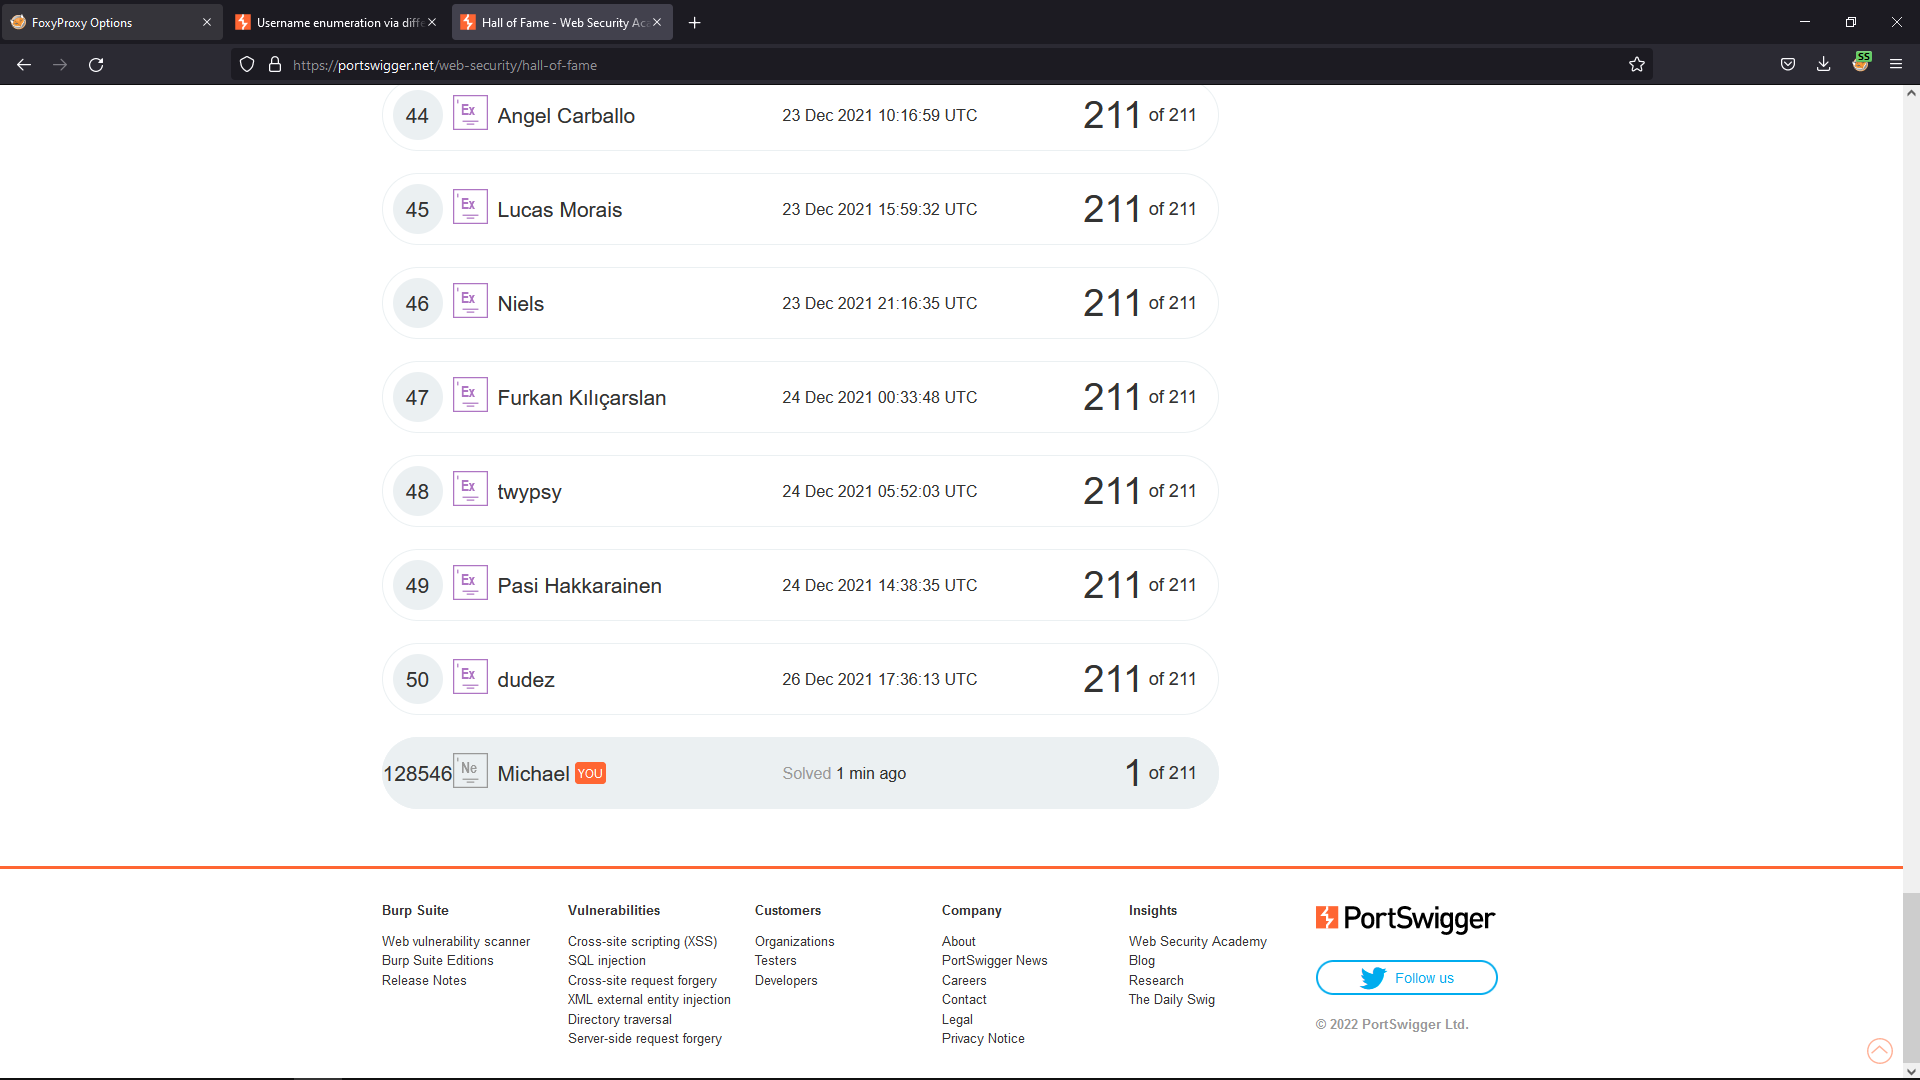 FoxyProxy Options
Username enumeration via diffe
Hall of Fame - Web Security Aca
https://portswigger.net/web-security/hall-of-fame
SS
44 Ex Angel Carballo 23 Dec 2021 10:16:59 UTC 211 of 211
45 Ex Lucas Morais 23 Dec 2021 15:59:32 UTC 211 of 211
46 Ex Niels 23 Dec 2021 21:16:35 UTC 211 of 211
47 Ex Furkan Kılıçarslan 24 Dec 2021 00:33:48 UTC 211 of 211
48 Ex twypsy 24 Dec 2021 05:52:03 UTC 211 of 211
49 Ex Pasi Hakkarainen 24 Dec 2021 14:38:35 UTC 211 of 211
50 Ex dudez 26 Dec 2021 17:36:13 UTC 211 of 211
128546 Ne Michael YOU Solved 1 min ago 1 of 211
Burp Suite
Web vulnerability scanner
Burp Suite Editions
Release Notes
Vulnerabilities
Cross-site scripting (XSS)
SQL injection
Cross-site request forgery
XML external entity injection
Directory traversal
Server-side request forgery
Customers
Organizations
Testers
Developers
Company
About
PortSwigger News
Careers
Contact
Legal
Privacy Notice
Insights
Web Security Academy
Blog
Research
The Daily Swig
PortSwigger
Follow us
© 2022 PortSwigger Ltd.